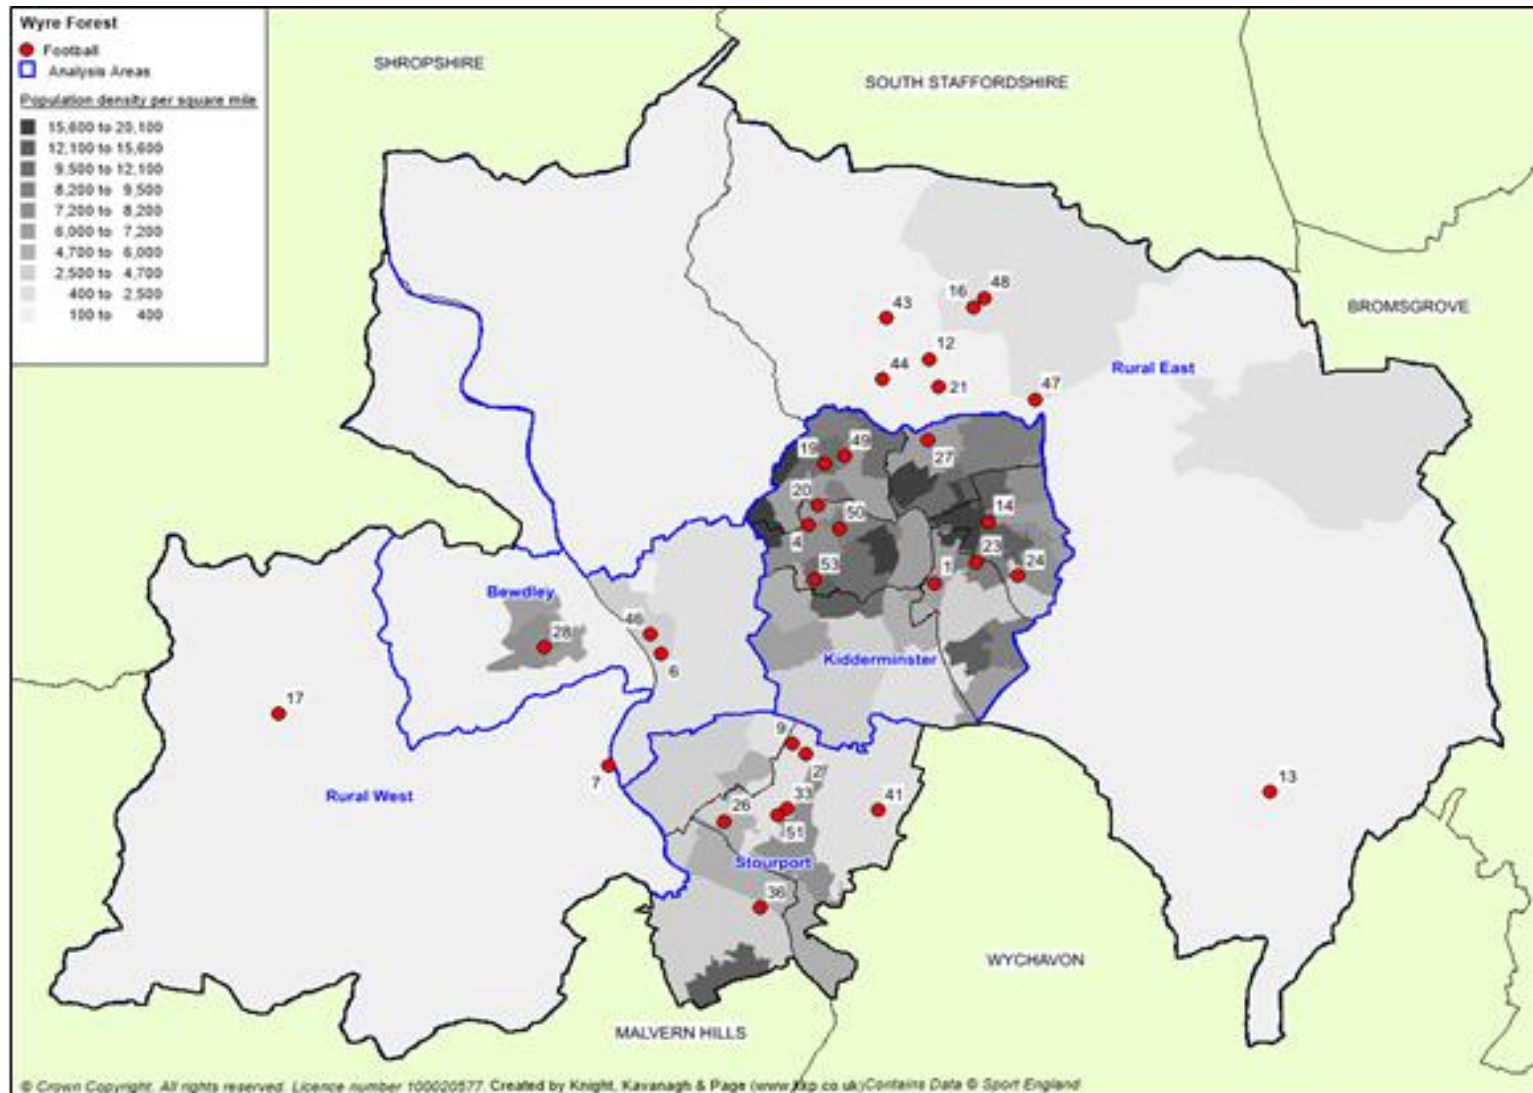 Wyre Forest
Football
Analysis Areas
Population density per square mile
15,600 to 20,100
12,100 to 15,600
9,500 to 12,100
8,200 to 9,500
7,200 to 8,200
6,000 to 7,200
4,700 to 6,000
2,500 to 4,700
400 to 2,500
100 to 400
SHROPSHIRE
SOUTH STAFFORDSHIRE
BROMSGROVE
48
16
43
12
44
21
Rural East
47
49
19
27
20
50
14
4
23
53
1
24
Bewdley
46
28
6
Kidderminster
17
9
2
7
Rural West
13
33
41
26
51
Stourport
36
WYCHAVON
MALVERN HILLS
© Crown Copyright. All rights reserved. Licence number 100020577. Created by Knight, Kavanagh & Page (www.kkp.co.uk)Contains Data © Sport England